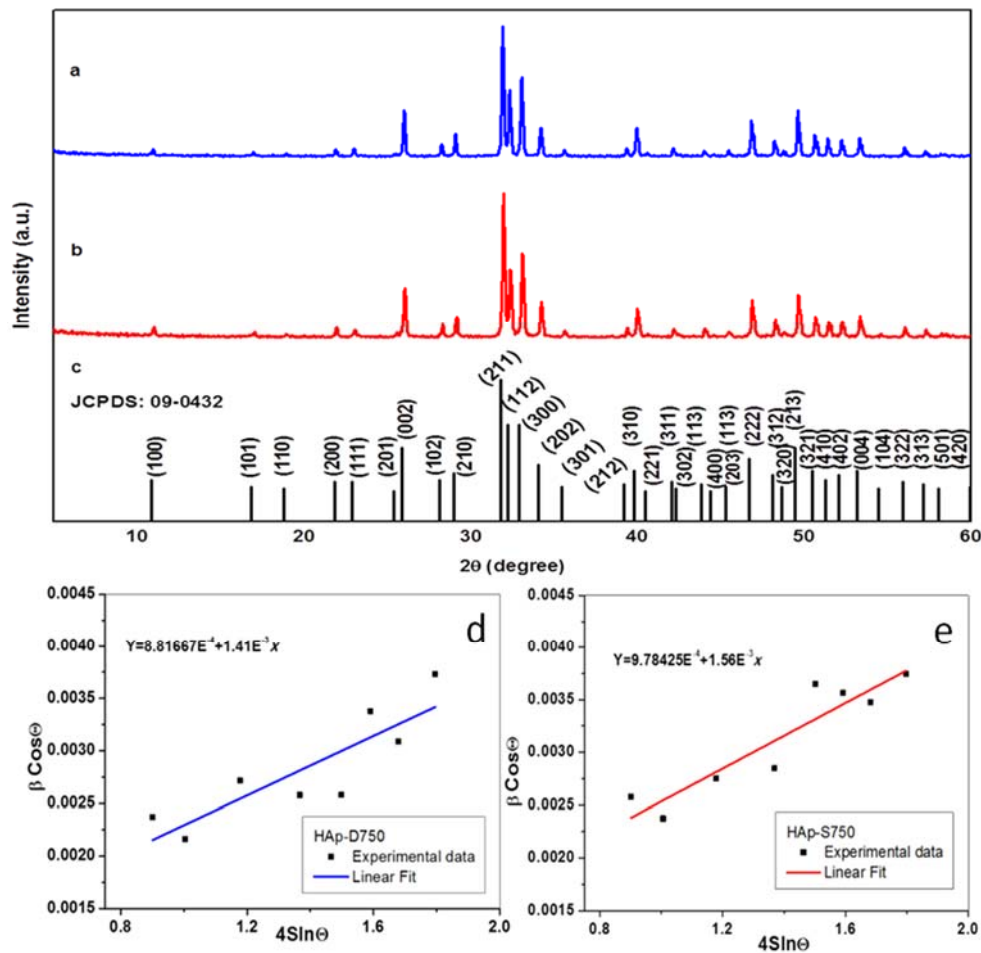 a
b
c
Intensity (a.u.)
JCPDS: 09-0432
(100)
(101)
(110)
(200)
(111)
(201)
(002)
(102)
(210)
(211)
(112)
(300)
(202)
(301)
(212)
(310)
(221)
(311)
(302)
(113)
(400)
(203)
(113)
(222)
(312)
(320)
(213)
(321)
(410)
(402)
(004)
(104)
(322)
(313)
(501)
(420)
10 20 30 40 50 60
2θ (degree)
d
Y=8.81667E⁻⁴+1.41E⁻³x
β CosΘ
0.0045
0.0040
0.0035
0.0030
0.0025
0.0020
0.0015
HAp-D750
Experimental data
Linear Fit
0.8 1.2 1.6 2.0
4SInΘ
e
Y=9.78425E⁻⁴+1.56E⁻³x
β CosΘ
0.0045
0.0040
0.0035
0.0030
0.0025
0.0020
0.0015
HAp-S750
Experimental data
Linear Fit
0.8 1.2 1.6 2.0
4SInΘ